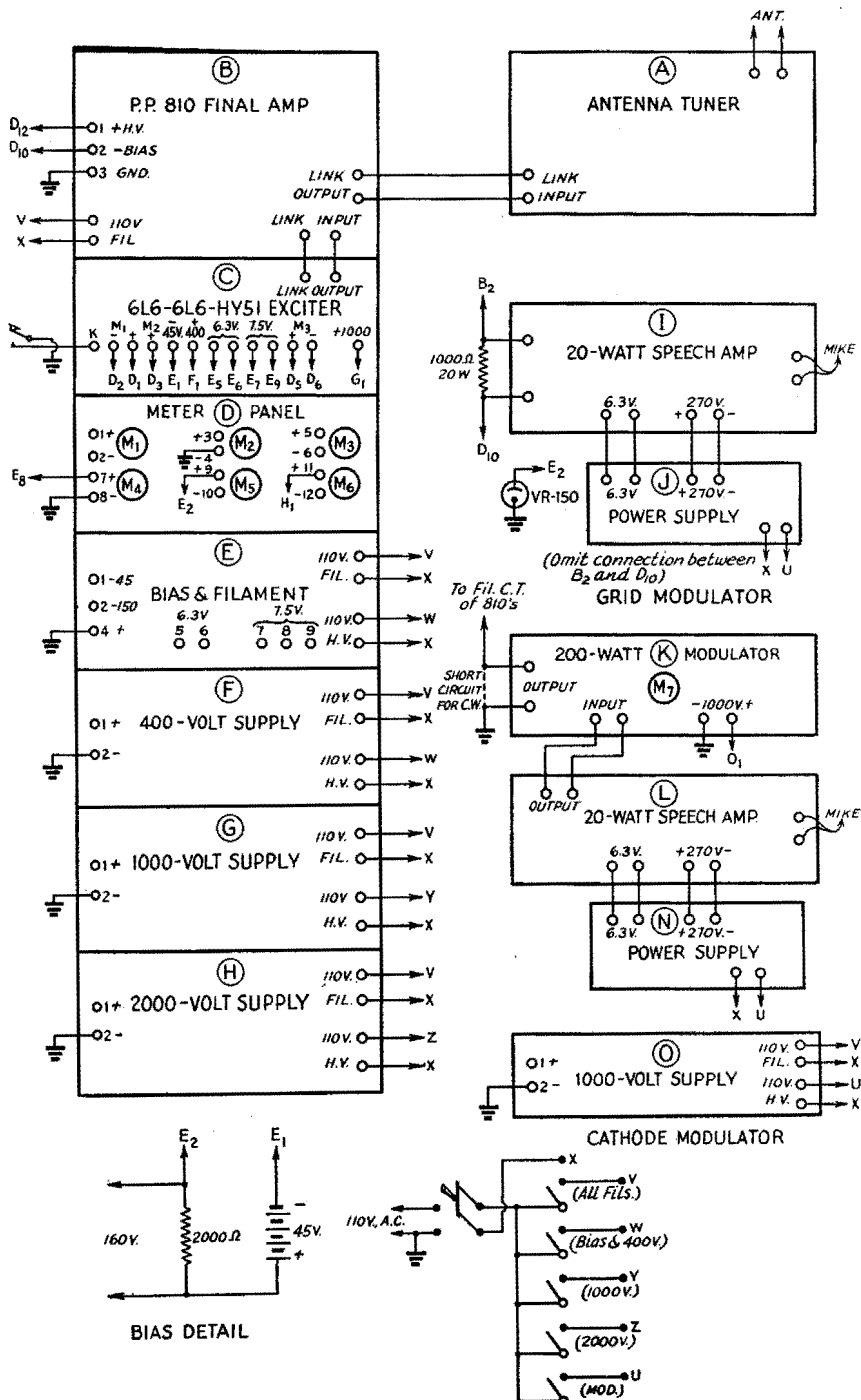 B
P.P. 810 FINAL AMP
D12
1 +H.V.
D10
2 -BIAS
3 GND.
LINK
OUTPUT
V
110V
LINK INPUT
X
FIL
ANT.
A
ANTENNA TUNER
LINK
INPUT
C
LINK OUTPUT
6L6-6L6-HY51 EXCITER
K
M1
- +
M2
+
- 45V.
+ 400
6.3V.
7.5V.
M3
+ -
+1000
D2 D1 D3 E1 F1 E5 E6 E7 E9 D5 D6 G1
METER D PANEL
1+ M1
2-
+3 M2
-4
+5 M3
-6
E8
7+ M4
8-
+9 M5
-10
E2
+11 M6
-12
H1
E
BIAS & FILAMENT
1-45
2-150
4 +
6.3V
5 6
7.5V.
7 8 9
110V. V
FIL. X
110V. W
H.V. X
F
400-VOLT SUPPLY
1+
2-
110V. V
FIL. X
110V. W
H.V. X
G
1000-VOLT SUPPLY
1+
2-
110V. V
FIL. X
110V Y
H.V. X
H
2000-VOLT SUPPLY
1+
2-
110V. V
FIL. X
110V. Z
H.V. X
B2
1000Ω
20W
D10
I
20-WATT SPEECH AMP
MIKE
6.3V.
270V.
+ -
E2
VR-150
J
6.3V
+270V.-
POWER SUPPLY
X U
(Omit connection between
B2 and D10)
GRID MODULATOR
To Fil. C.T.
of 810's
SHORT
CIRCUIT
FOR C.W.
200-WATT K MODULATOR
OUTPUT
M7
INPUT
-1000V.+
O1
OUTPUT
L
20-WATT SPEECH AMP.
MIKE
6.3V.
+270V-
N
6.3V.
+270V.-
POWER SUPPLY
X U
O
1000-VOLT SUPPLY
1+
2-
110V. V
FIL. X
110V. U
H.V. X
CATHODE MODULATOR
E2
E1
160V.
2000Ω
-
45V.
+
BIAS DETAIL
110V., A.C.
X
V
(All Fils.)
W
(Bias & 400V.)
Y
(1000V.)
Z
(2000V.)
U
(MOD.)